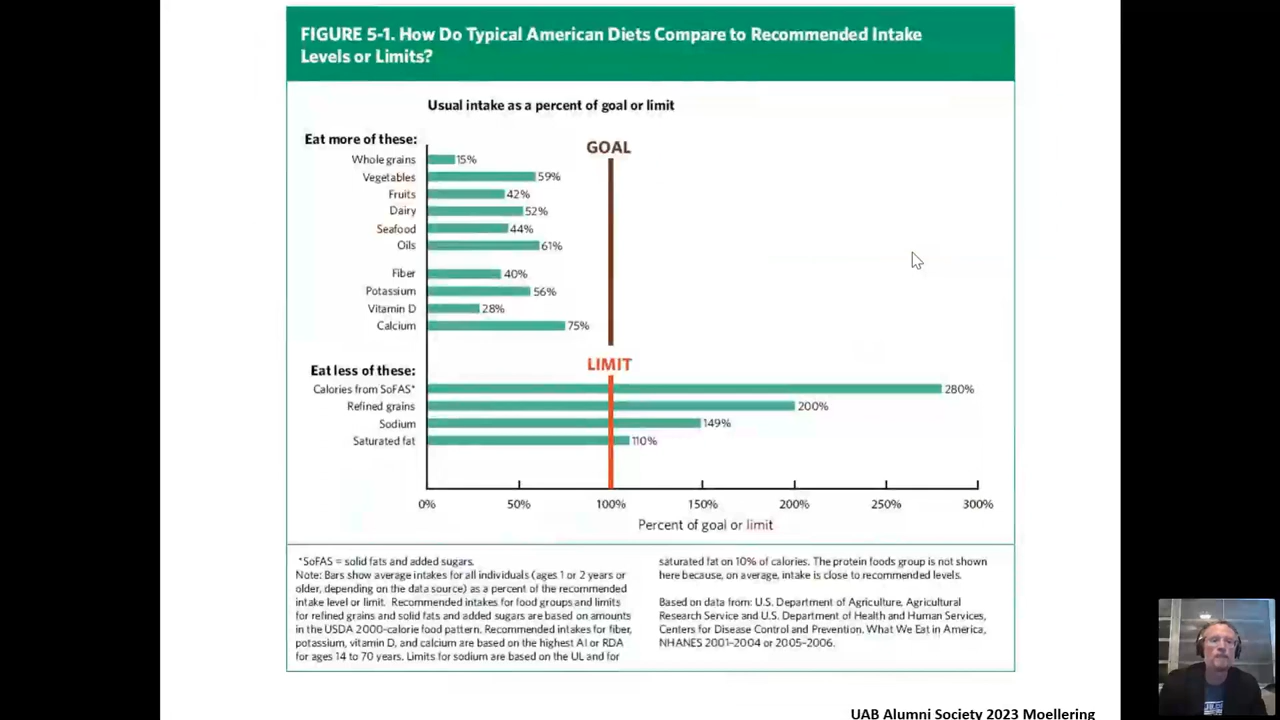 FIGURE 5-1. How Do Typical American Diets Compare to Recommended Intake
Levels or Limits?
Usual intake as a percent of goal or limit
Eat more of these:
GOAL
Whole grains 15%
Vegetables 59%
Fruits 42%
Dairy 52%
Seafood 44%
Oils 61%
Fiber 40%
Potassium 56%
Vitamin D 28%
Calcium 75%
LIMIT
Eat less of these:
Calories from SoFAS* 280%
Refined grains 200%
Sodium 149%
Saturated fat 110%
0% 50% 100% 150% 200% 250% 300%
Percent of goal or limit
*SoFAS = solid fats and added sugars.
Note: Bars show average intakes for all individuals (ages 1 or 2 years or
older, depending on the data source) as a percent of the recommended
intake level or limit. Recommended intakes for food groups and limits
for refined grains and solid fats and added sugars are based on amounts
in the USDA 2000-calorie food pattern. Recommended intakes for fiber,
potassium, vitamin D, and calcium are based on the highest AI or RDA
for ages 14 to 70 years. Limits for sodium are based on the UL and for
saturated fat on 10% of calories. The protein foods group is not shown
here because, on average, intake is close to recommended levels.
Based on data from: U.S. Department of Agriculture, Agricultural
Research Service and U.S. Department of Health and Human Services,
Centers for Disease Control and Prevention. What We Eat in America,
NHANES 2001–2004 or 2005–2006.
UAB Alumni Society 2023 Moellering